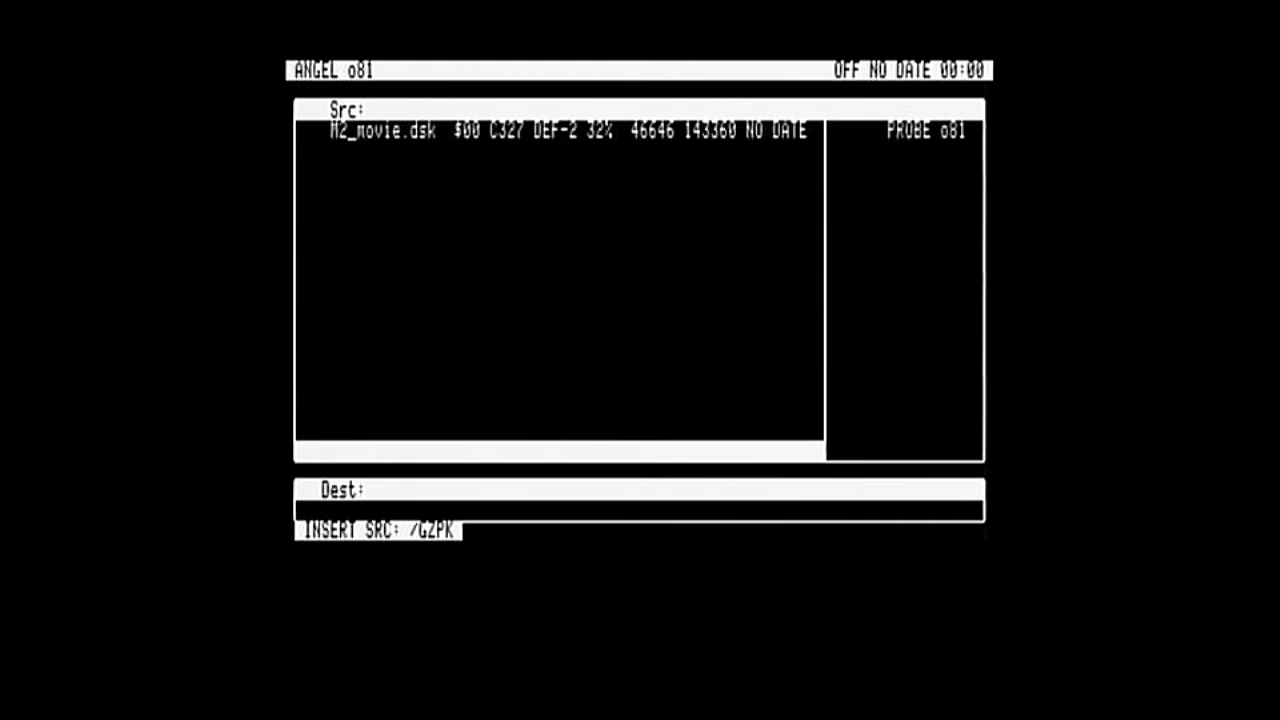 ANGEL o81 OFF NO DATE 00:00
Src:
M2_movie.dsk $00 C327 DEF-2 32% 46646 143360 NO DATE PROBE o81
Dest:
INSERT SRC: /GZPK